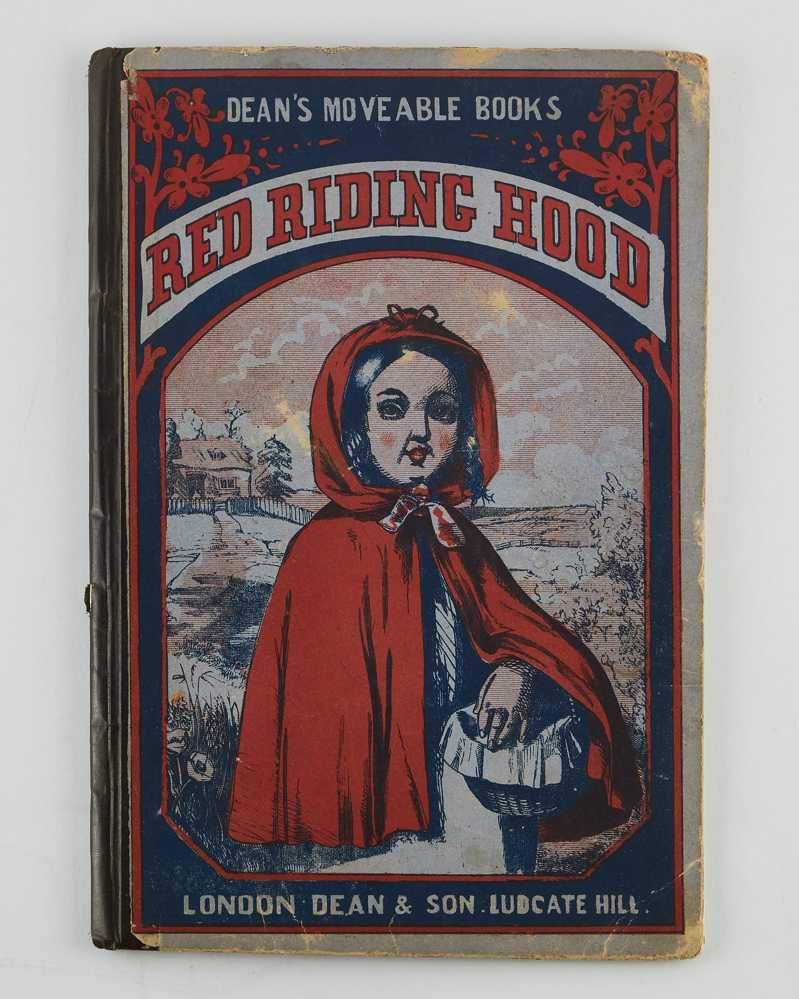 DEAN'S MOVEABLE BOOKS
RED RIDING HOOD
LONDON DEAN & SON. LUDGATE HILL.